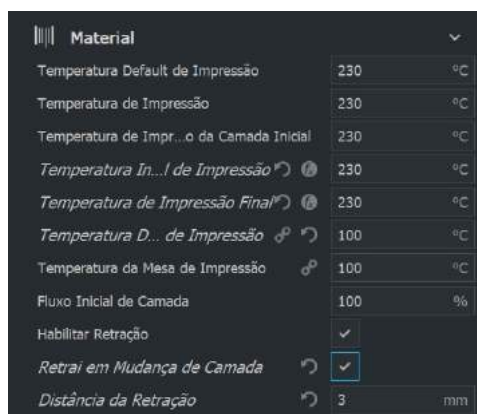 Material
Temperatura Default de Impressão 230 °C
Temperatura de Impressão 230 °C
Temperatura de Impr...o da Camada Inicial 230 °C
Temperatura In...l de Impressão 230 °C
Temperatura de Impressão Final 230 °C
Temperatura D... de Impressão 100 °C
Temperatura da Mesa de Impressão 100 °C
Fluxo Inicial de Camada 100 %
Habilitar Retração
Retrai em Mudança de Camada
Distância da Retração 3 mm